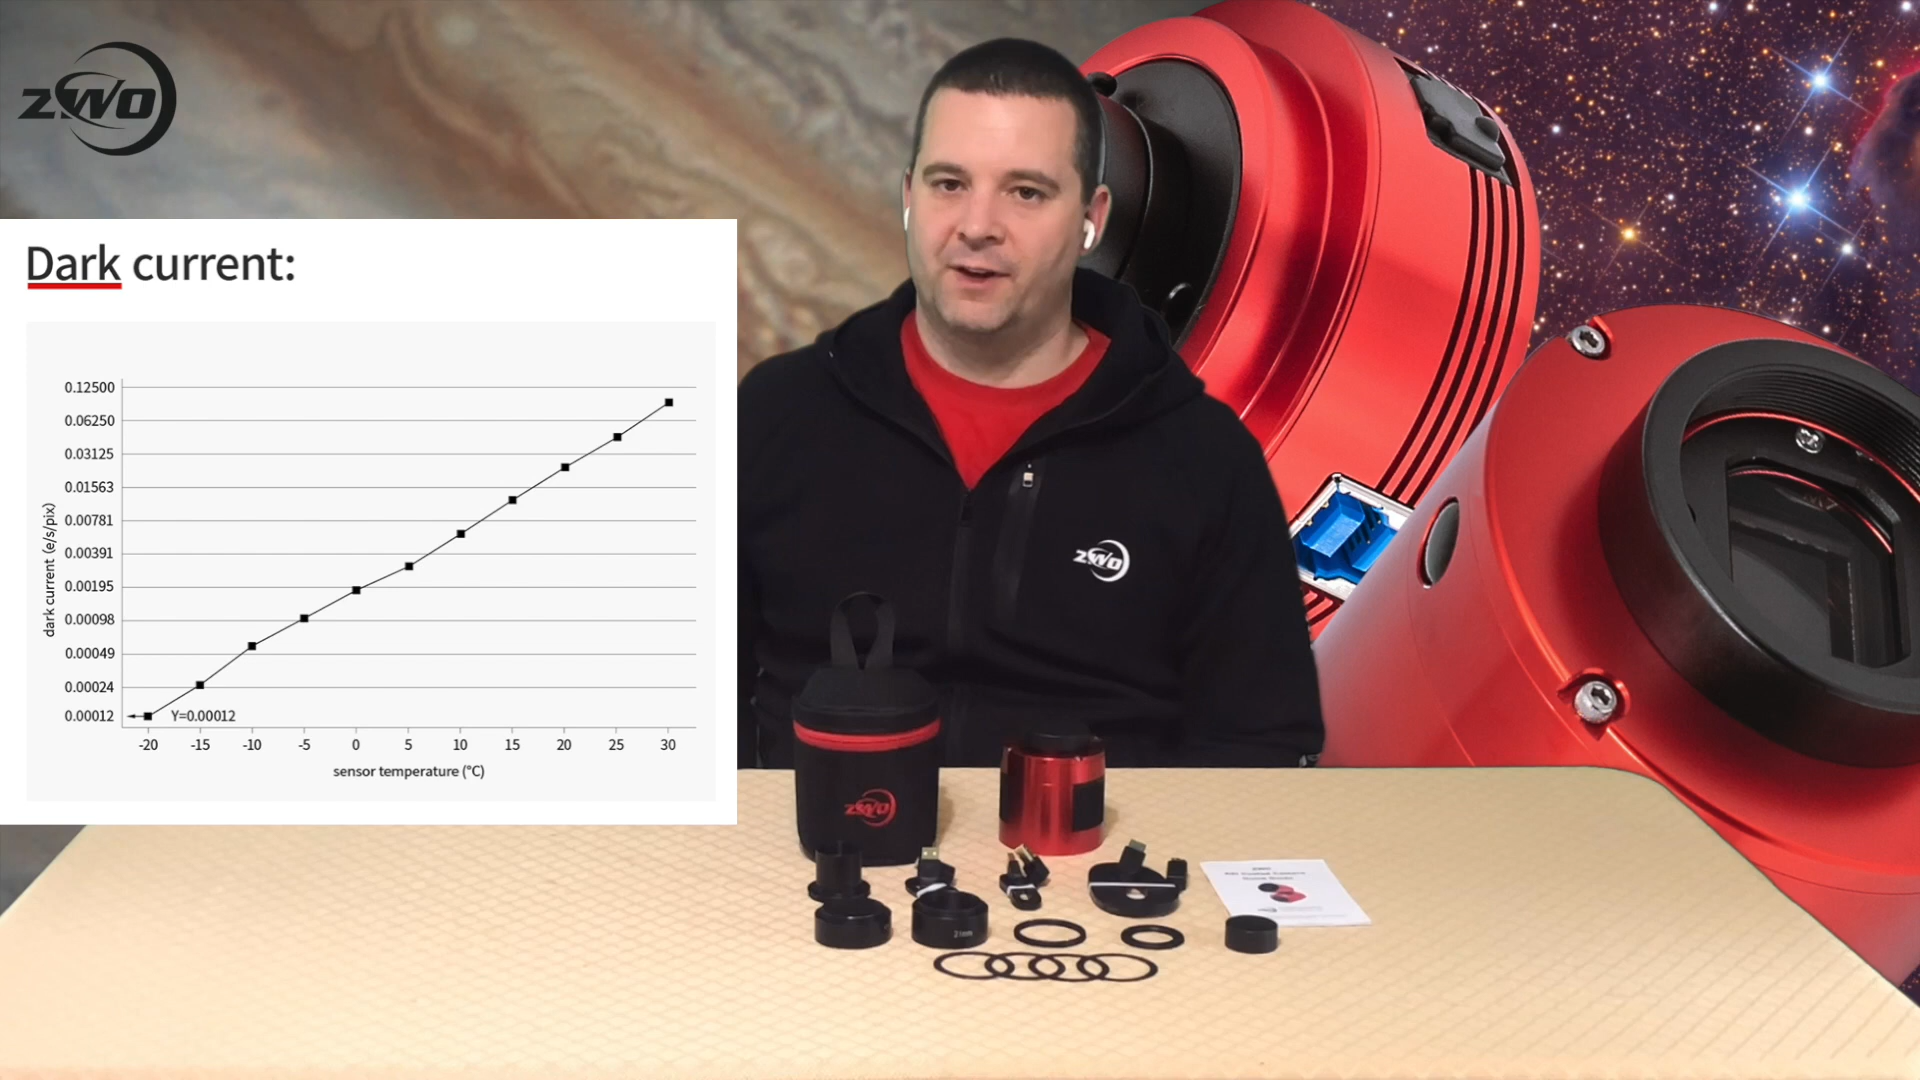 ZWO
Dark current:
0.12500
0.06250
0.03125
0.01563
0.00781
0.00391
0.00195
0.00098
0.00049
0.00024
0.00012
dark current (e/s/pix)
Y=0.00012
-20 -15 -10 -5 0 5 10 15 20 25 30
sensor temperature (°C)
ZWO
ZWO
21mm